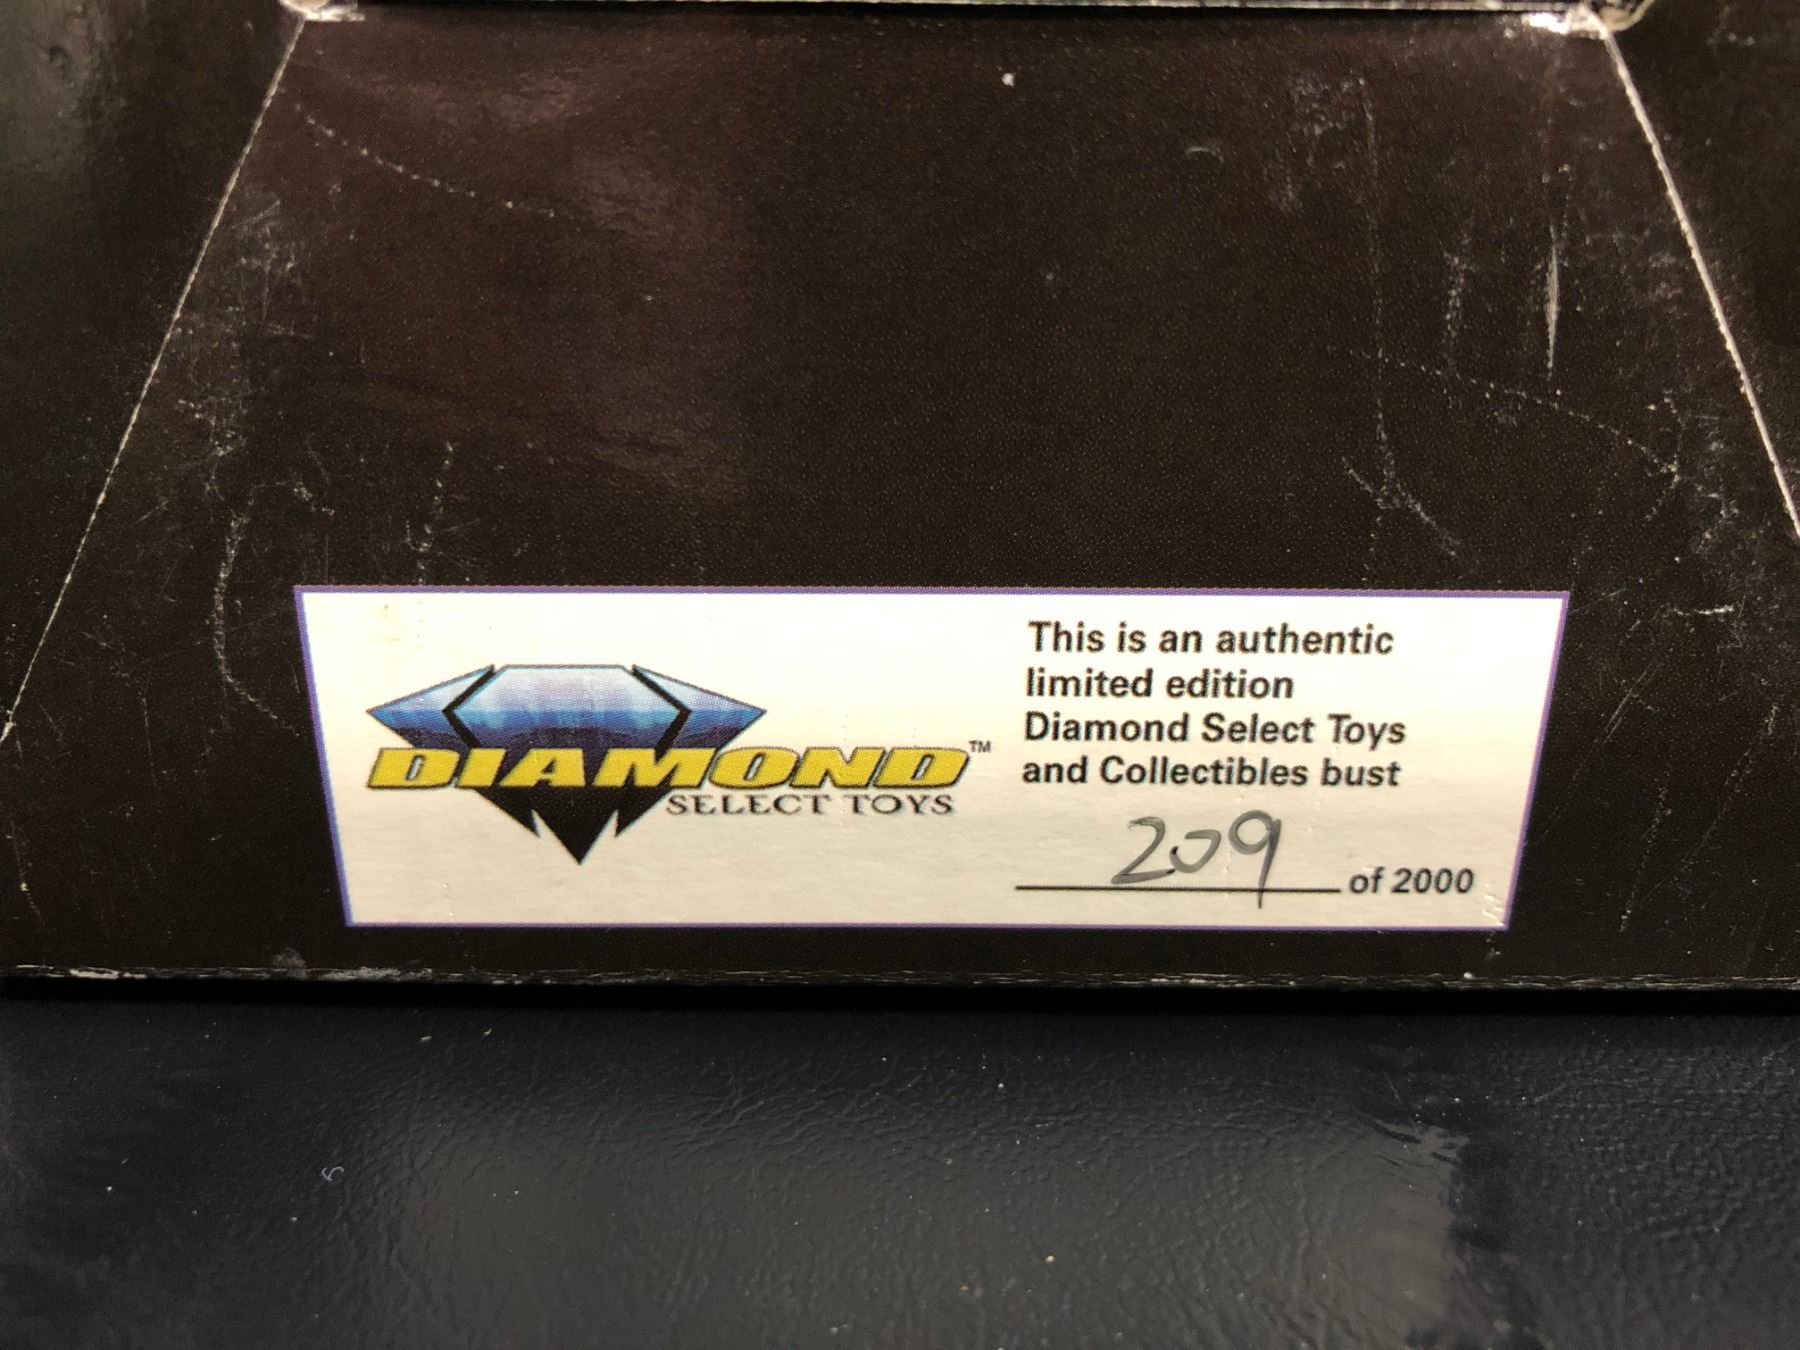 DIAMOND™
SELECT TOYS
This is an authentic
limited edition
Diamond Select Toys
and Collectibles bust
209 of 2000